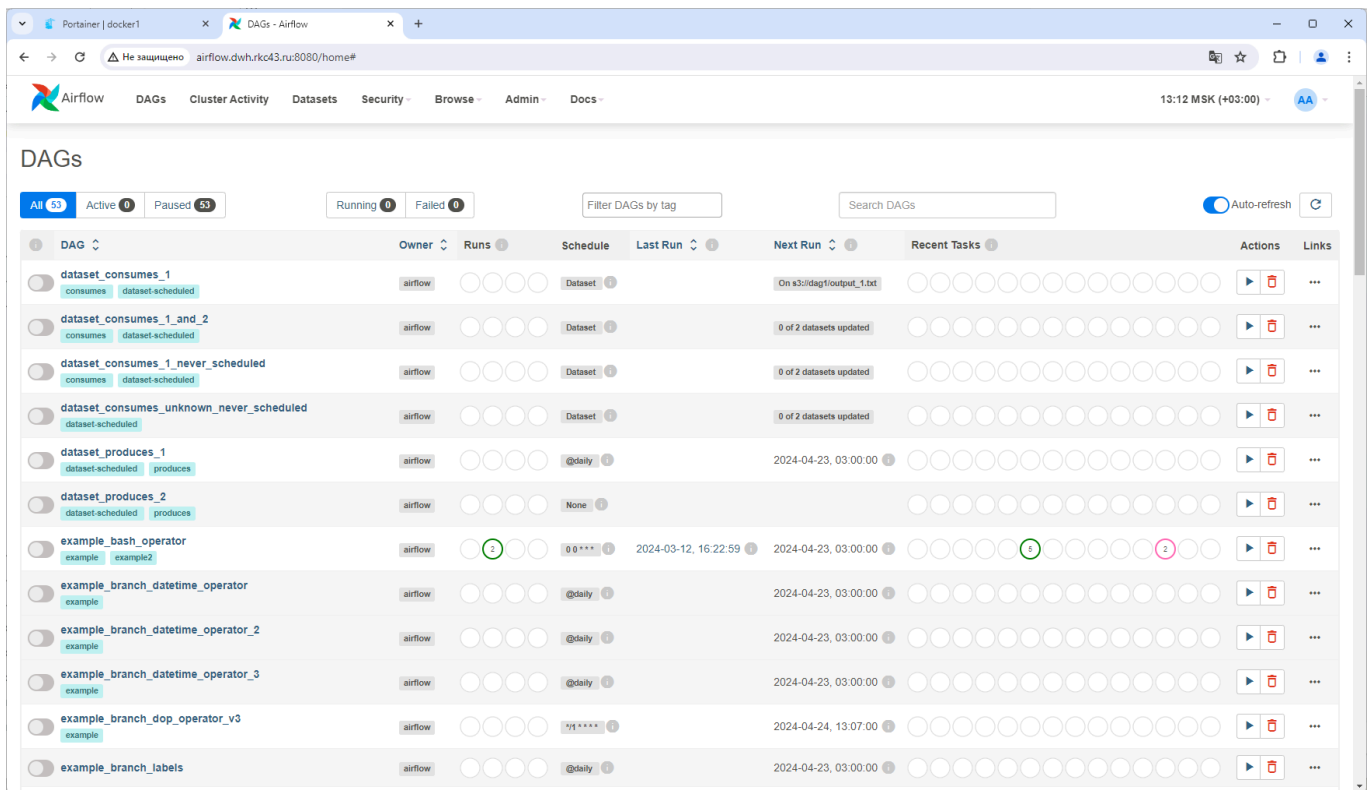 Portainer | docker1
DAGs - Airflow
Не защищено airflow.dwh.rkc43.ru:8080/home#
Airflow DAGs Cluster Activity Datasets Security Browse Admin Docs 13:12 MSK (+03:00) AA
DAGs
All 53 Active 0 Paused 53 Running 0 Failed 0 Filter DAGs by tag Search DAGs Auto-refresh
DAG Owner Runs Schedule Last Run Next Run Recent Tasks Actions Links
dataset_consumes_1
consumes dataset-scheduled airflow Dataset On s3://dag1/output_1.txt
dataset_consumes_1_and_2
consumes dataset-scheduled airflow Dataset 0 of 2 datasets updated
dataset_consumes_1_never_scheduled
consumes dataset-scheduled airflow Dataset 0 of 2 datasets updated
dataset_consumes_unknown_never_scheduled
dataset-scheduled airflow Dataset 0 of 2 datasets updated
dataset_produces_1
dataset-scheduled produces airflow @daily 2024-04-23, 03:00:00
dataset_produces_2
dataset-scheduled produces airflow None
example_bash_operator
example example2 airflow 2 0 0 * * * 2024-03-12, 16:22:59 2024-04-23, 03:00:00 5 2
example_branch_datetime_operator
example airflow @daily 2024-04-23, 03:00:00
example_branch_datetime_operator_2
example airflow @daily 2024-04-23, 03:00:00
example_branch_datetime_operator_3
example airflow @daily 2024-04-23, 03:00:00
example_branch_dop_operator_v3
example airflow */1 * * * * 2024-04-24, 13:07:00
example_branch_labels airflow @daily 2024-04-23, 03:00:00